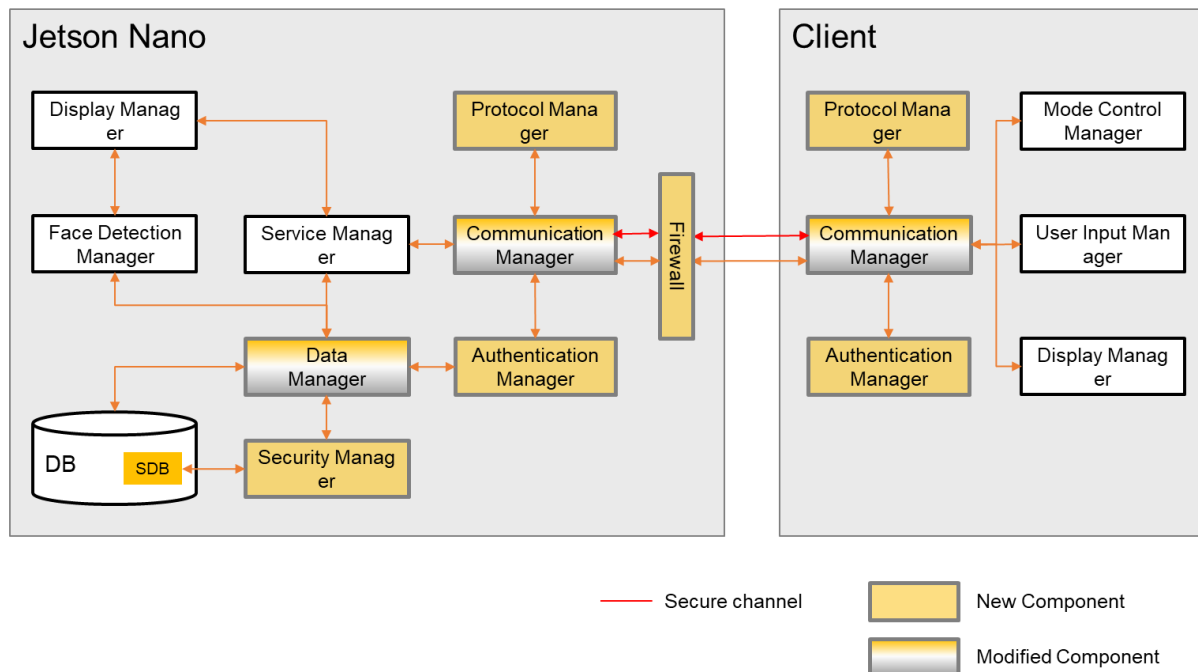 Jetson Nano
Client
Display Manag
er
Protocol Mana
ger
Protocol Mana
ger
Mode Control
Manager
Face Detection
Manager
Service Manag
er
Communication
Manager
Firewall
Communication
Manager
User Input Man
ager
Data
Manager
Authentication
Manager
Authentication
Manager
Display Manag
er
DB
SDB
Security Manag
er
Secure channel
New Component
Modified Component